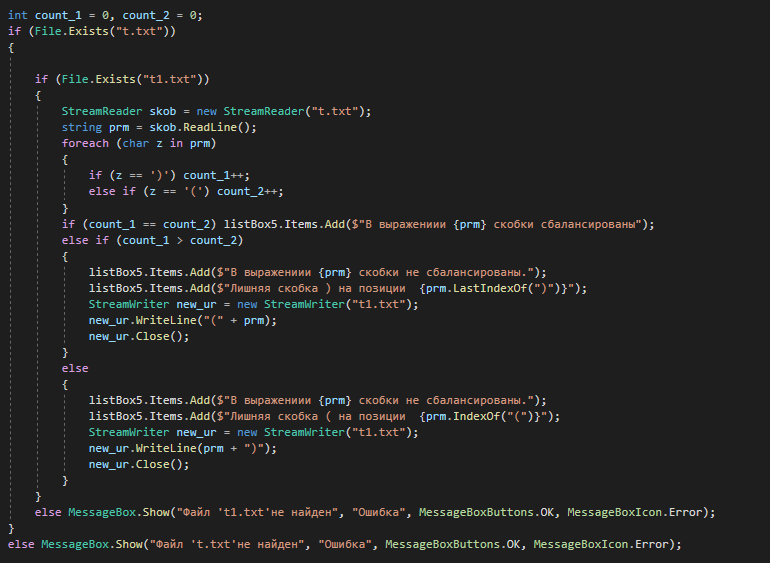 int count_1 = 0, count_2 = 0;
if (File.Exists("t.txt"))
{
if (File.Exists("t1.txt"))
{
StreamReader skob = new StreamReader("t.txt");
string prm = skob.ReadLine();
foreach (char z in prm)
{
if (z == ')') count_1++;
else if (z == '(') count_2++;
}
if (count_1 == count_2) listBox5.Items.Add($"В выражениии {prm} скобки сбалансированы");
else if (count_1 > count_2)
{
listBox5.Items.Add($"В выражениии {prm} скобки не сбалансированы.");
listBox5.Items.Add($"Лишняя скобка ) на позиции  {prm.LastIndexOf(")")}");
StreamWriter new_ur = new StreamWriter("t1.txt");
new_ur.WriteLine("(" + prm);
new_ur.Close();
}
else
{
listBox5.Items.Add($"В выражениии {prm} скобки не сбалансированы.");
listBox5.Items.Add($"Лишняя скобка ( на позиции  {prm.IndexOf("(")}");
StreamWriter new_ur = new StreamWriter("t1.txt");
new_ur.WriteLine(prm + ")");
new_ur.Close();
}
}
else MessageBox.Show("Файл 't1.txt'не найден", "Ошибка", MessageBoxButtons.OK, MessageBoxIcon.Error);
}
else MessageBox.Show("Файл 't.txt'не найден", "Ошибка", MessageBoxButtons.OK, MessageBoxIcon.Error);